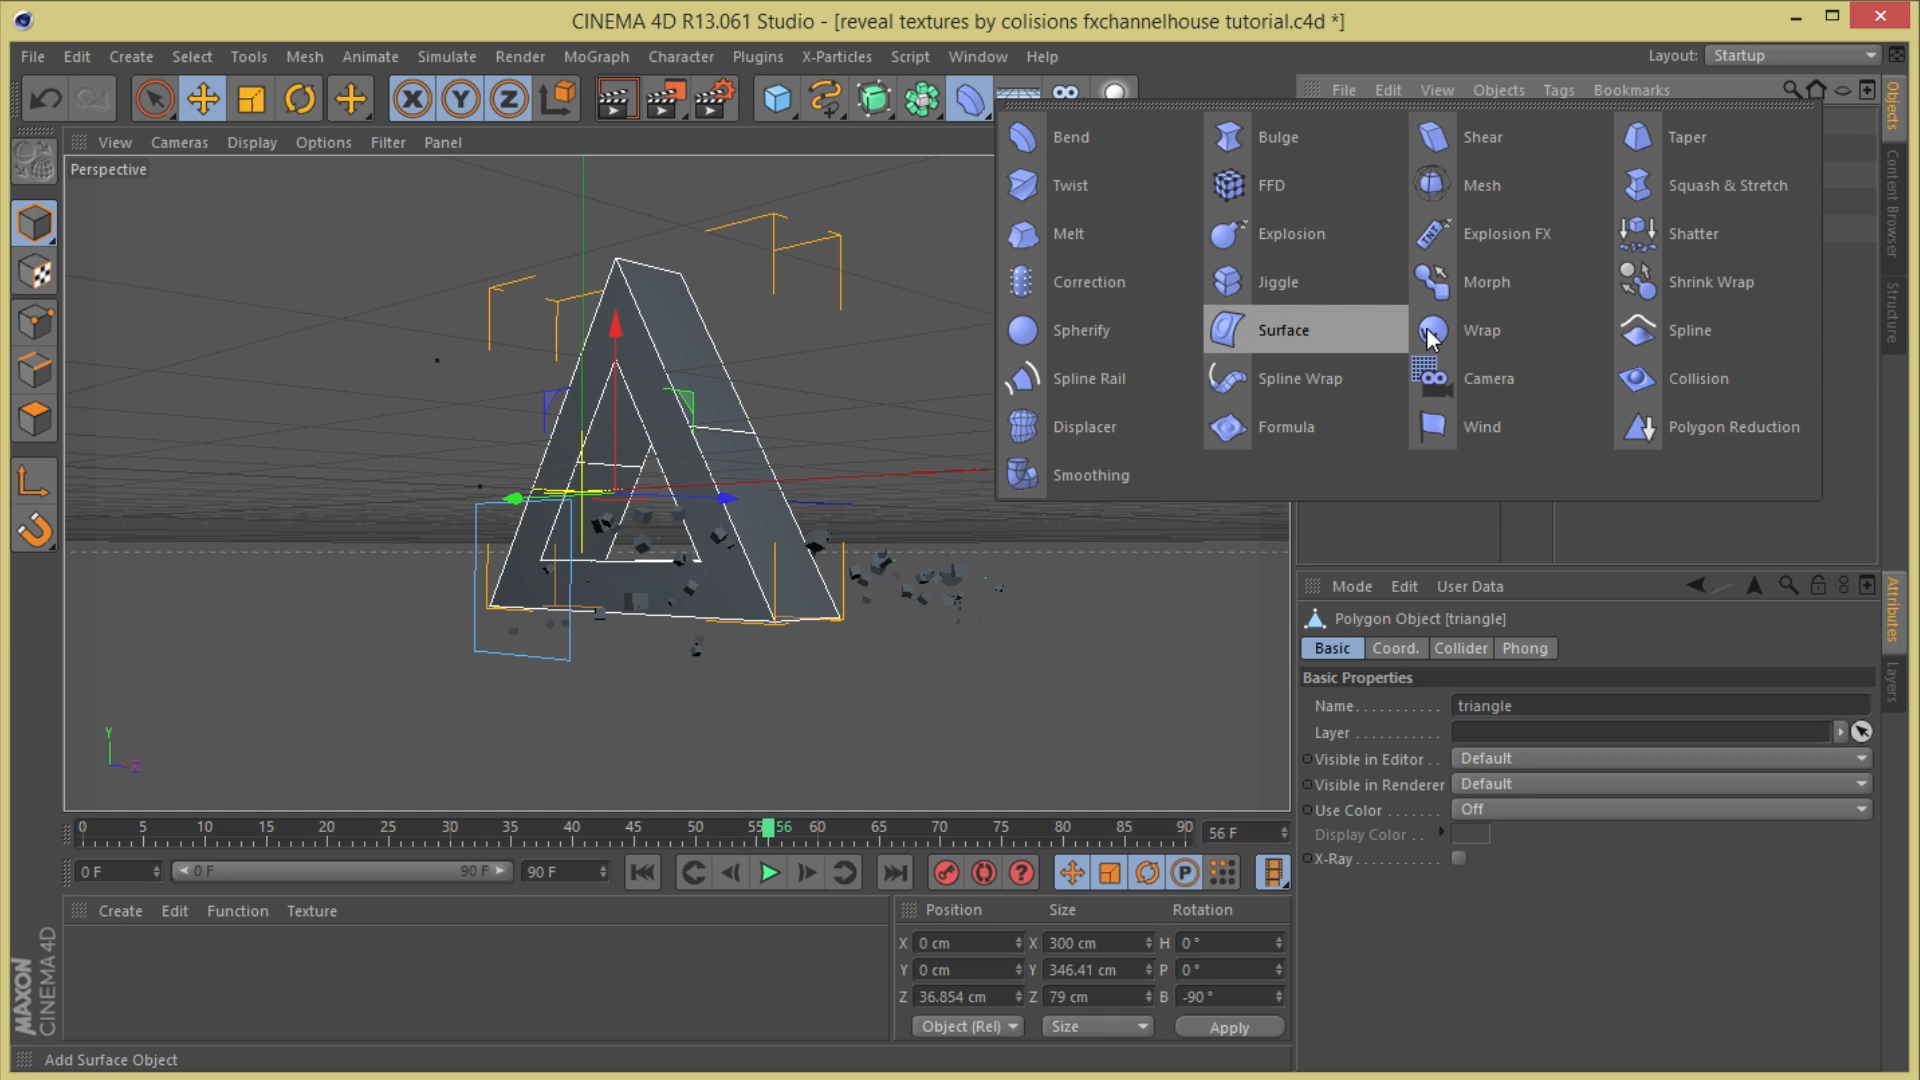 CINEMA 4D R13.061 Studio - [reveal textures by colisions fxchannelhouse tutorial.c4d *]
File Edit Create Select Tools Mesh Animate Simulate Render MoGraph Character Plugins X-Particles Script Window Help
Layout: Startup
X Y Z
File Edit View Objects Tags Bookmarks
View Cameras Display Options Filter Panel
Perspective
Bend Bulge Shear Taper
Twist FFD Mesh Squash & Stretch
Melt Explosion Explosion FX Shatter
Correction Jiggle Morph Shrink Wrap
Spherify Surface Wrap Spline
Spline Rail Spline Wrap Camera Collision
Displacer Formula Wind Polygon Reduction
Smoothing
TNT
Objects
Content Browser
Structure
Mode Edit User Data
Polygon Object [triangle]
Basic Coord. Collider Phong
Basic Properties
Name triangle
Layer
Visible in Editor Default
Visible in Renderer Default
Use Color Off
Display Color
X-Ray
Attributes
Layers
Y
Z
0 5 10 15 20 25 30 35 40 45 50 55 56 60 65 70 75 80 85 90
56 F
0 F
0 F 90 F
90 F
P
Create Edit Function Texture
Position Size Rotation
X 0 cm X 300 cm H 0 °
Y 0 cm Y 346.41 cm P 0 °
Z 36.854 cm Z 79 cm B -90 °
Object (Rel) Size Apply
MAXON
CINEMA 4D
Add Surface Object